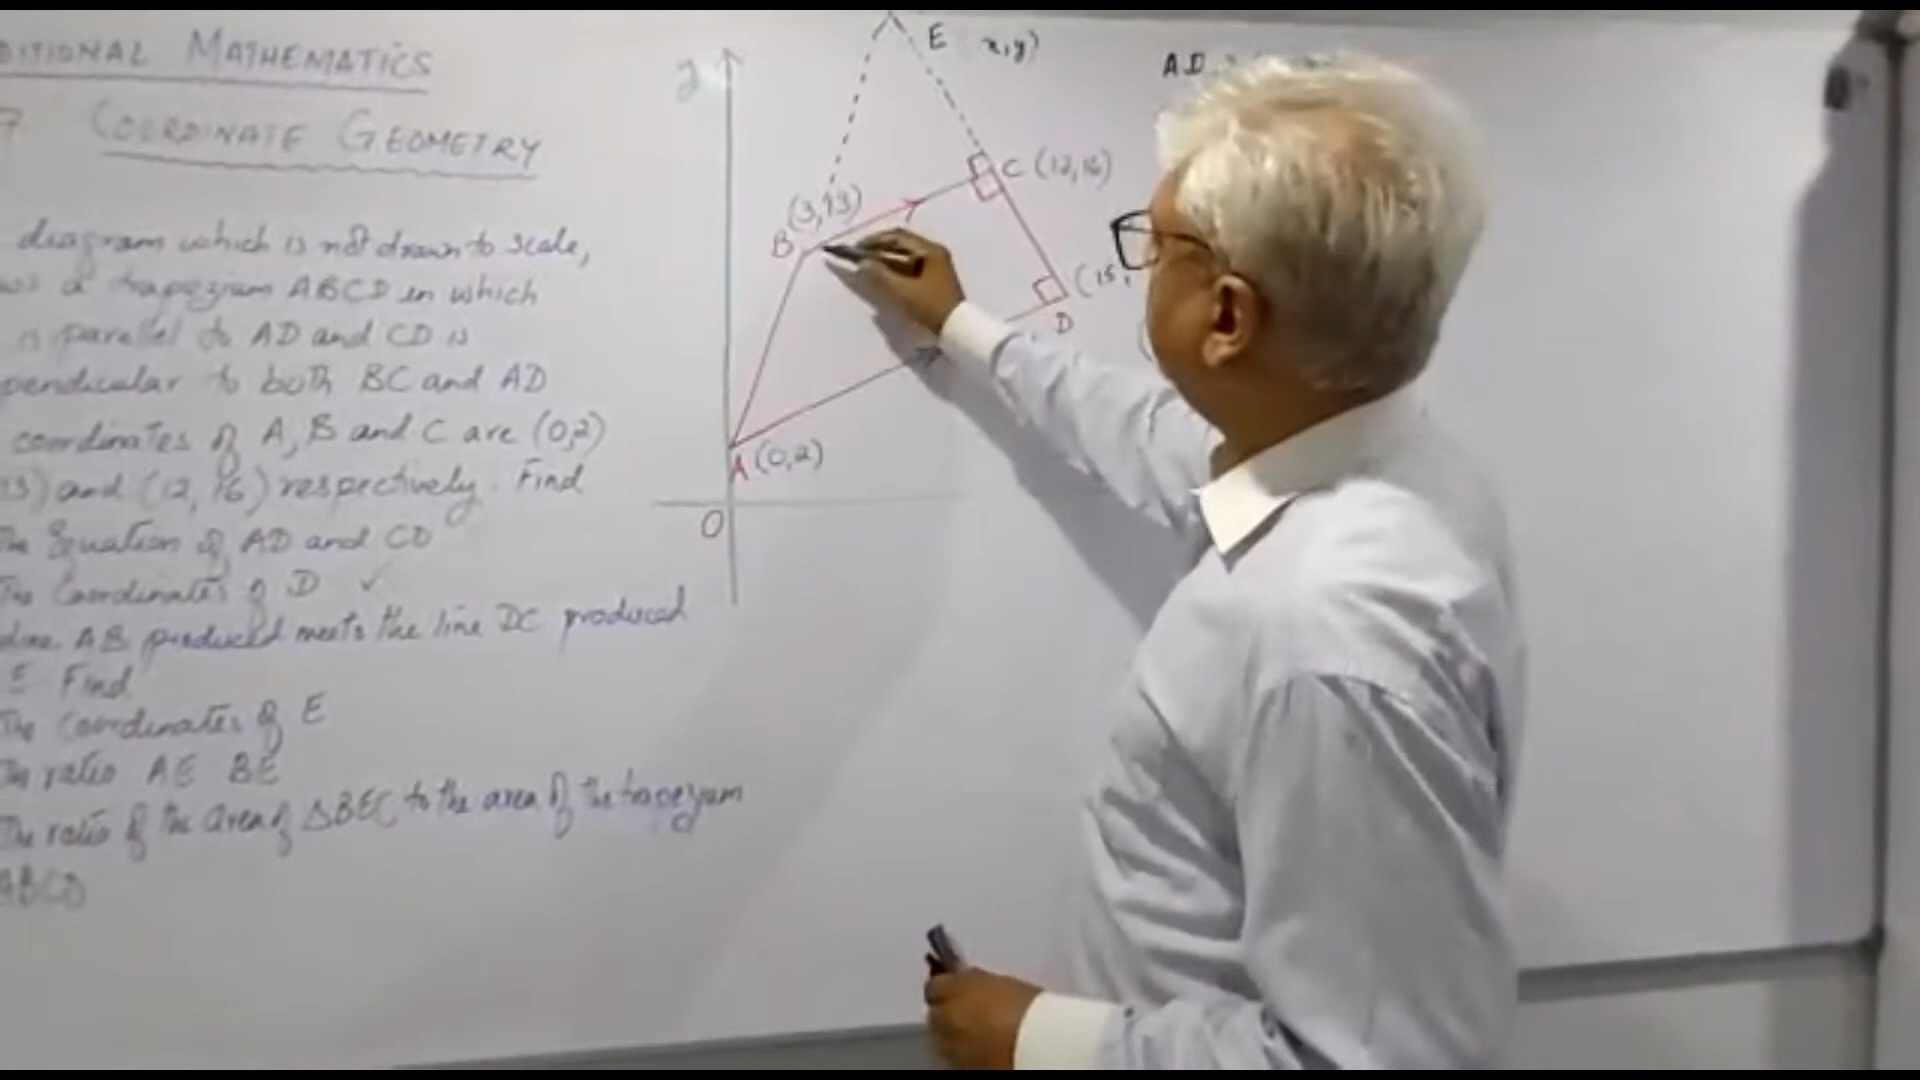 DITIONAL MATHEMATICS
7 COORDINATE GEOMETRY
diagram which is not drawn to scale,
a trapezium ABCD in which
is parallel to AD and CD is
pendicular to both BC and AD
coordinates of A, B and C are (0,2)
13) and (12, 16) respectively. Find
The Equation of AD and CD
The Coordinates of D ✓
line AB produced meets the line DC produced
E Find
The Coordinates of E
The ratio AE BE
The ratio of the area of ΔBEC to the area of the trapezium
ABCD
y
E (x,y)
AD
C (12,16)
(3,13)
B
(15,
D
A (0,2)
O